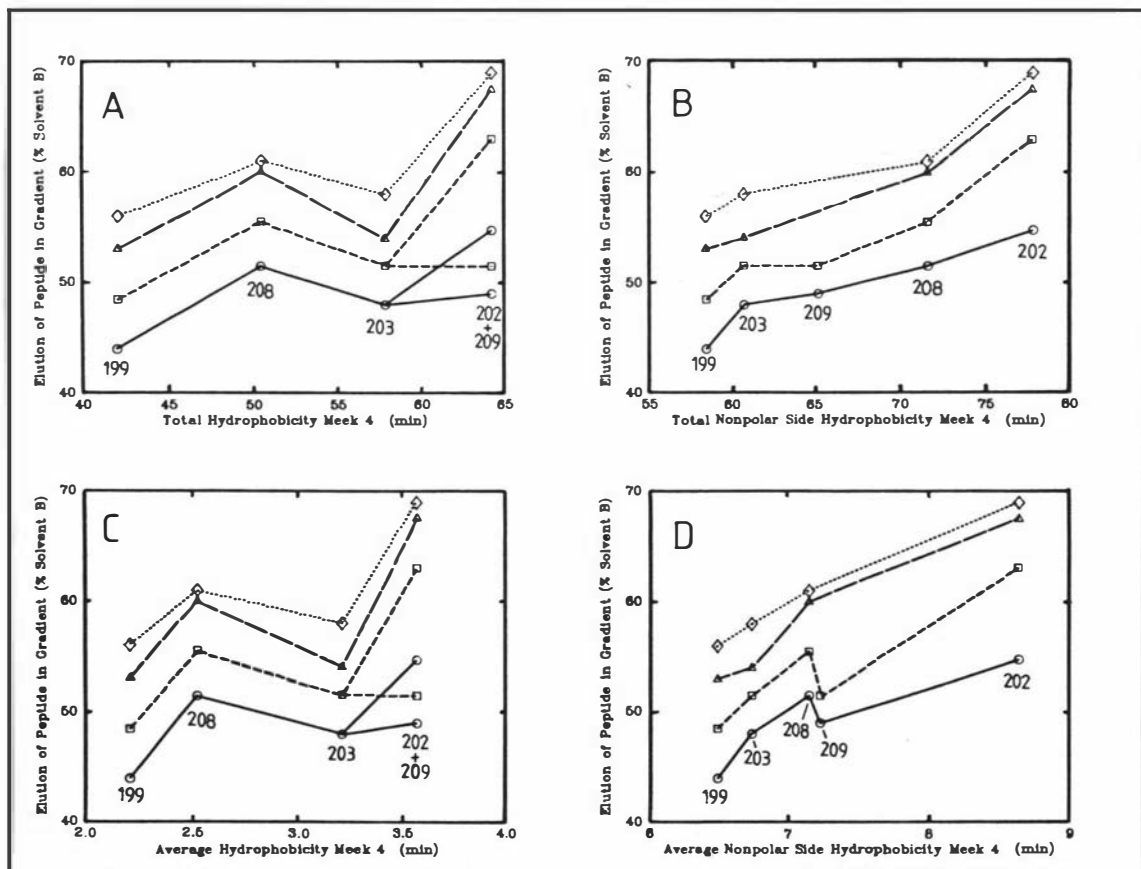 A
Elution of Peptide in Gradient (% Solvent B)
70
60
50
40
199
208
203
202
+
209
40 45 50 55 60 65
Total Hydrophobicity Meek 4 (min)
B
Elution of Peptide in Gradient (% Solvent B)
70
60
50
40
199
203
209
208
202
55 60 65 70 75 80
Total Nonpolar Side Hydrophobicity Meek 4 (min)
C
Elution of Peptide in Gradient (% Solvent B)
70
60
50
40
199
208
203
202
+
209
2.0 2.5 3.0 3.5 4.0
Average Hydrophobicity Meek 4 (min)
D
Elution of Peptide in Gradient (% Solvent B)
70
60
50
40
199
203
208
209
202
6 7 8 9
Average Nonpolar Side Hydrophobicity Meek 4 (min)